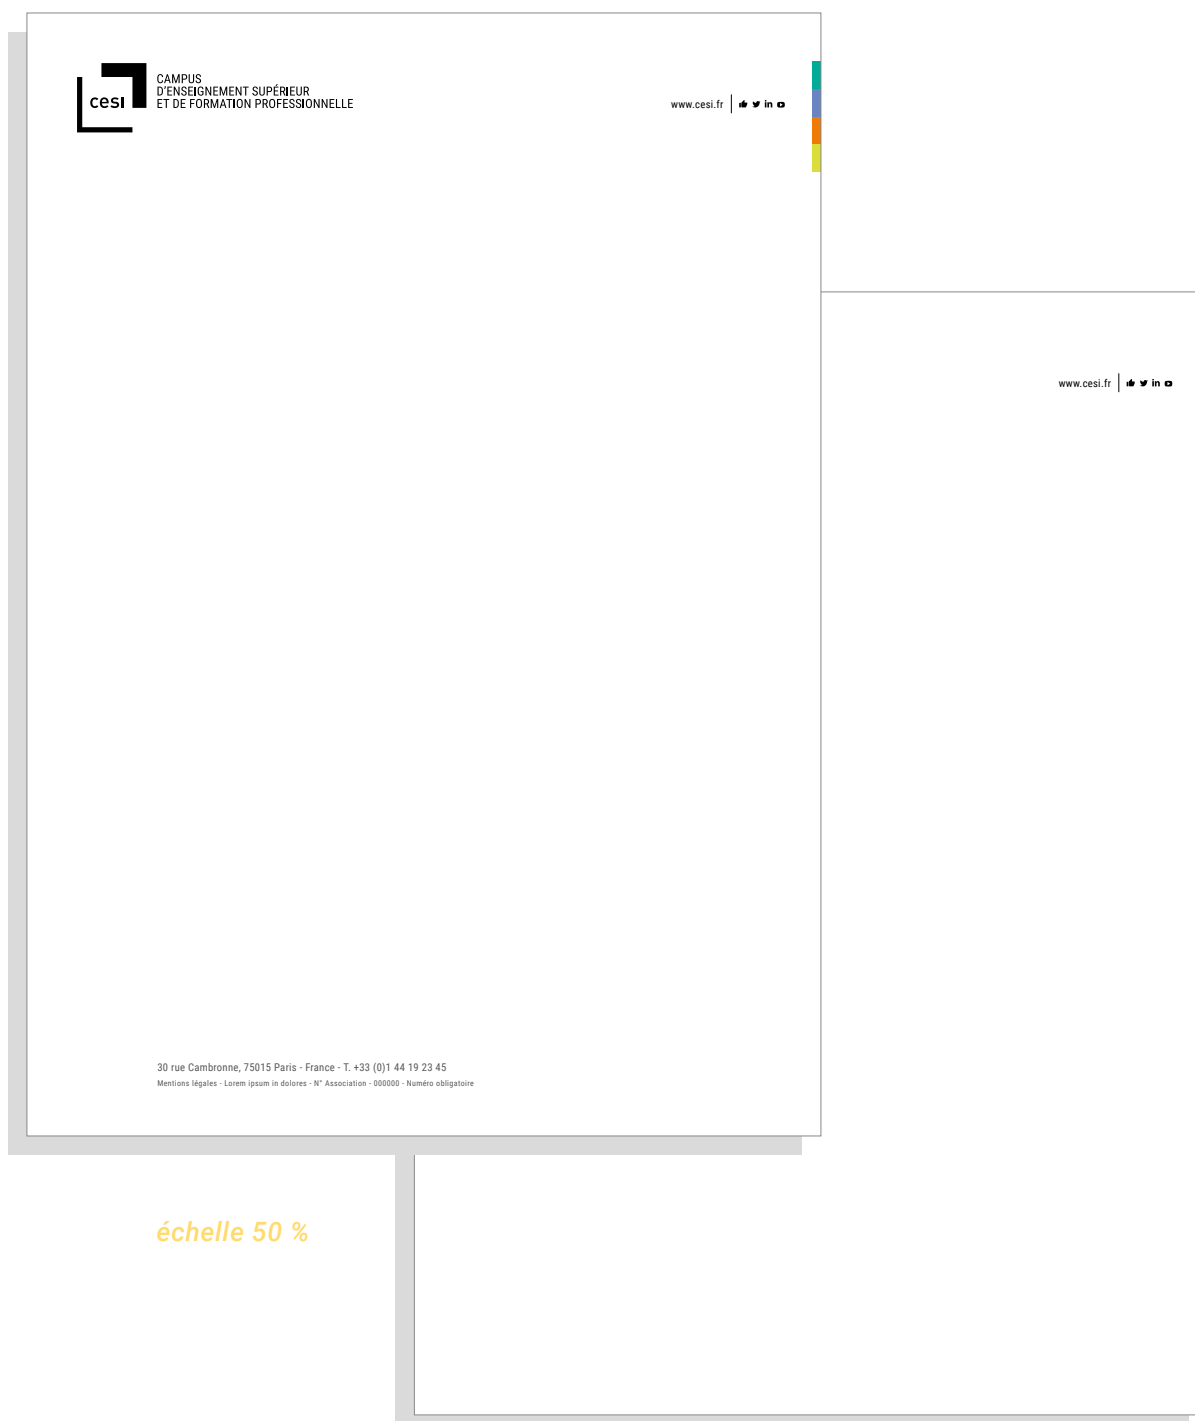 cesi
CAMPUS
D'ENSEIGNEMENT SUPÉRIEUR
ET DE FORMATION PROFESSIONNELLE
www.cesi.fr
www.cesi.fr
30 rue Cambronne, 75015 Paris - France - T. +33 (0)1 44 19 23 45
Mentions légales - Lorem ipsum in dolores - N° Association - 000000 - Numéro obligatoire
échelle 50 %